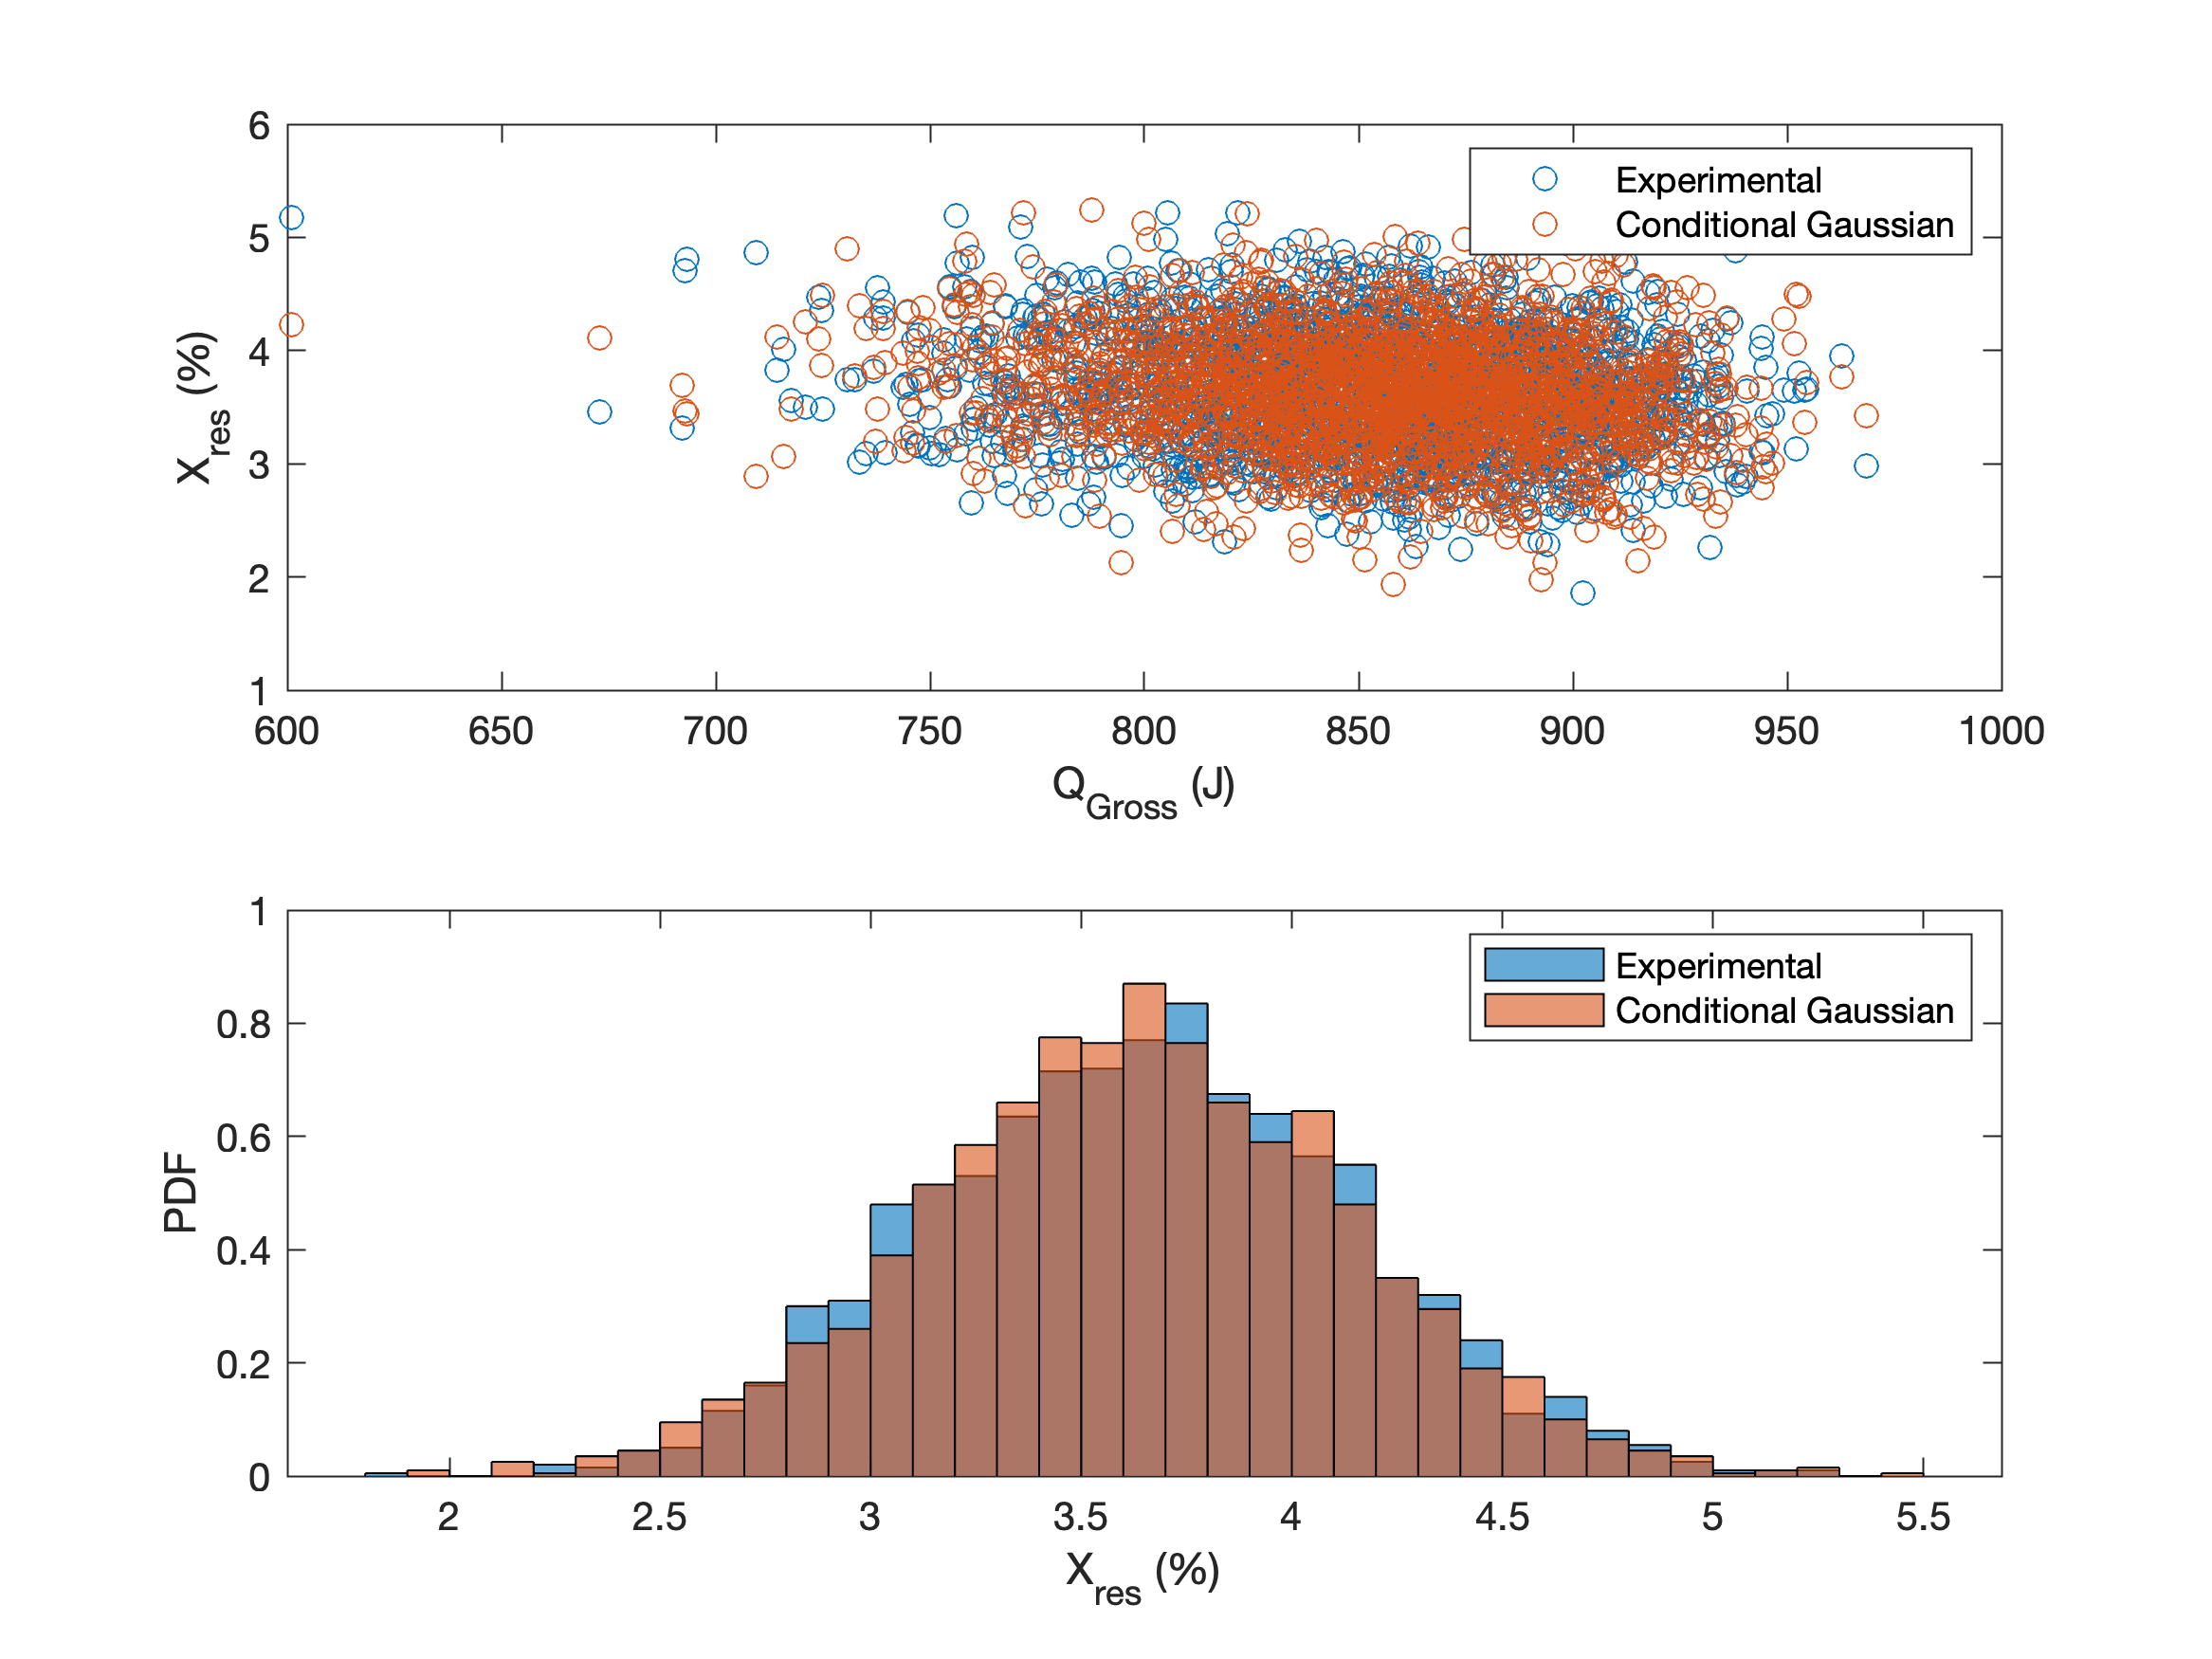 6
5
4
3
2
1
X_res (%)
Experimental
Conditional Gaussian
600 650 700 750 800 850 900 950 1000
Q_Gross (J)
1
0.8
0.6
0.4
0.2
0
PDF
Experimental
Conditional Gaussian
2 2.5 3 3.5 4 4.5 5 5.5
X_res (%)